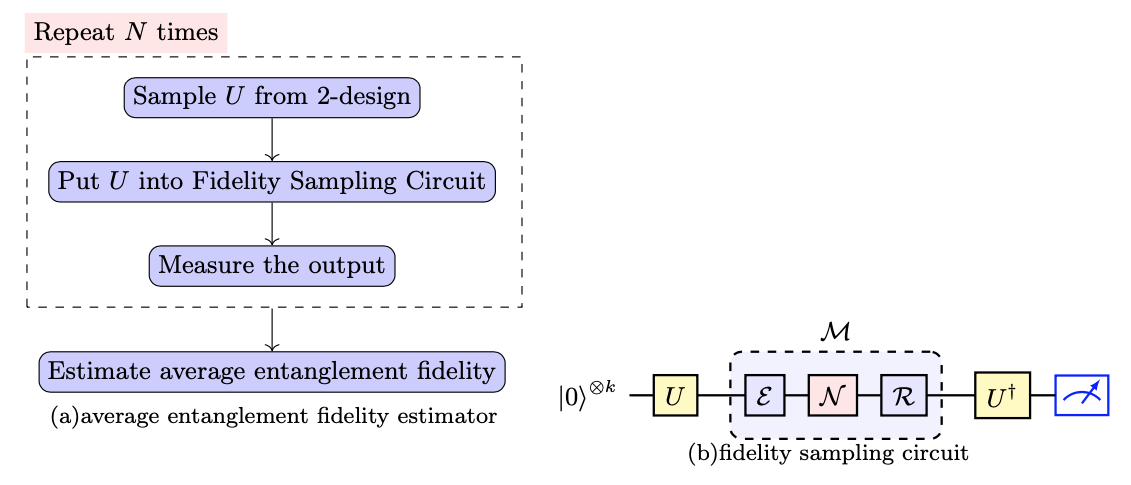 Repeat N times
Sample U from 2-design
Put U into Fidelity Sampling Circuit
Measure the output
Estimate average entanglement fidelity
(a)average entanglement fidelity estimator
ℳ
|0⟩⊗k U ℰ 𝒩 ℛ U†
(b)fidelity sampling circuit